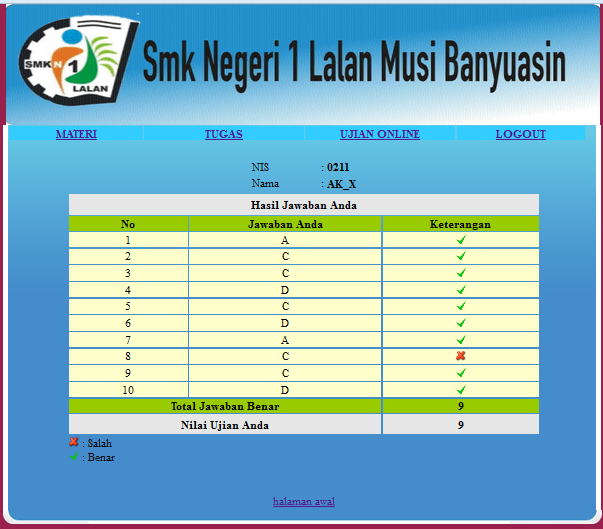 SMKN 1
LALAN
Smk Negeri 1 Lalan Musi Banyuasin
MATERI TUGAS UJIAN ONLINE LOGOUT
NIS : 0211
Nama : AK_X
Hasil Jawaban Anda
No Jawaban Anda Keterangan
1 A
2 C
3 C
4 D
5 C
6 D
7 A
8 C
9 C
10 D
Total Jawaban Benar 9
Nilai Ujian Anda 9
: Salah
: Benar
halaman awal